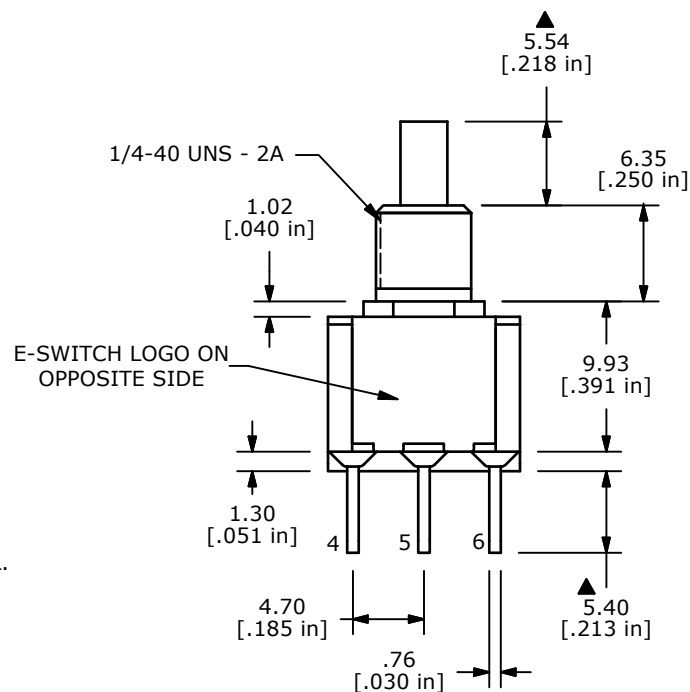 ▲
5.54
[.218 in]
1/4-40 UNS - 2A
6.35
[.250 in]
1.02
[.040 in]
E-SWITCH LOGO ON
OPPOSITE SIDE
9.93
[.391 in]
1.30
[.051 in]
4
5
6
4.70
[.185 in]
▲
5.40
[.213 in]
.76
[.030 in]